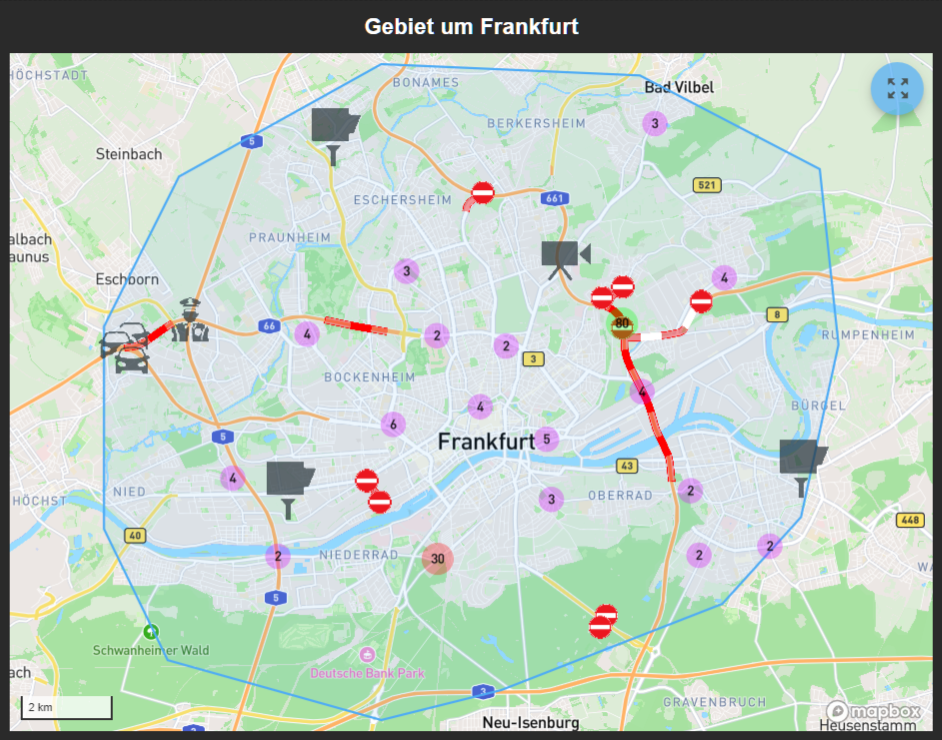 Gebiet um Frankfurt
HÖCHSTADT
BONAMES
Bad Vilbel
BERKERSHEIM
3
5
Steinbach
521
ESCHERSHEIM
661
PRAUNHEIM
albach
aunus
3
4
Eschborn
8
66
4
2
2
80
3
RUMPENHEIM
BOCKENHEIM
4
4
BÜRGEL
6
5
Frankfurt
5
43
4
2
NIED
OBERRAD
HÖCHST
3
448
40
2
2
NIEDERRAD
2
30
5
Schwanheimer Wald
ach
Deutsche Bank Park
3
GRAVENBRUCH
2 km
mapbox
Neu-Isenburg
Heusenstamm